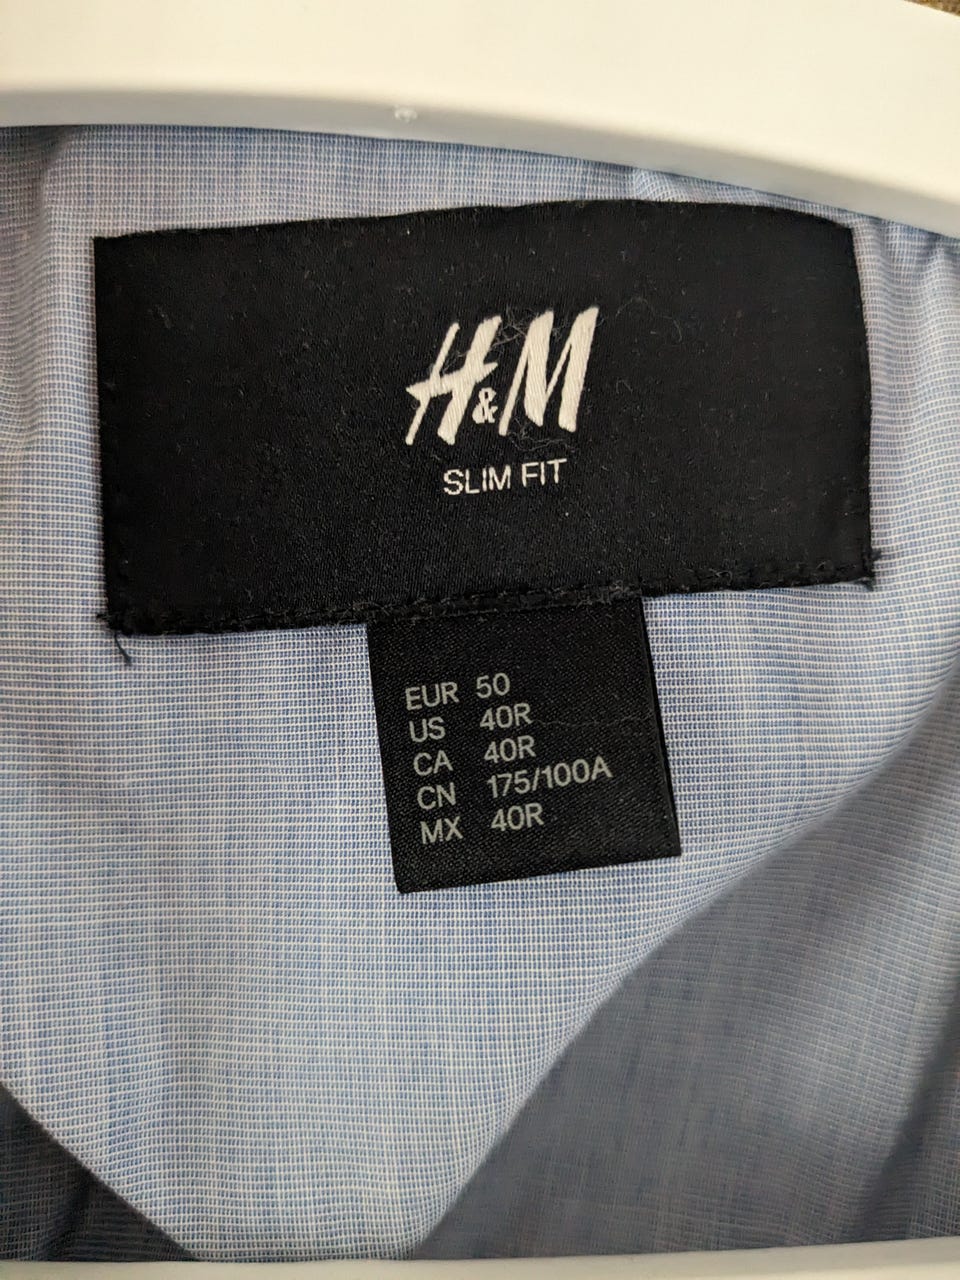 H&M
SLIM FIT
EUR 50
US 40R
CA 40R
CN 175/100A
MX 40R